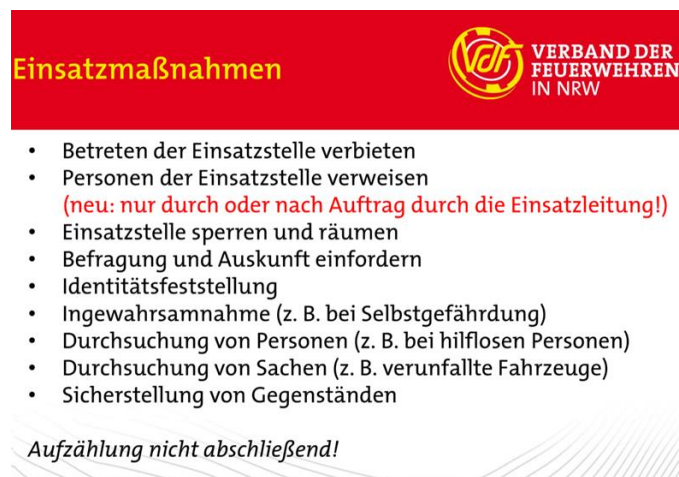 Einsatzmaßnahmen
VdF
VERBAND DER
FEUERWEHREN
IN NRW
• Betreten der Einsatzstelle verbieten
• Personen der Einsatzstelle verweisen
(neu: nur durch oder nach Auftrag durch die Einsatzleitung!)
• Einsatzstelle sperren und räumen
• Befragung und Auskunft einfordern
• Identitätsfeststellung
• Ingewahrsamnahme (z. B. bei Selbstgefährdung)
• Durchsuchung von Personen (z. B. bei hilflosen Personen)
• Durchsuchung von Sachen (z. B. verunfallte Fahrzeuge)
• Sicherstellung von Gegenständen
Aufzählung nicht abschließend!